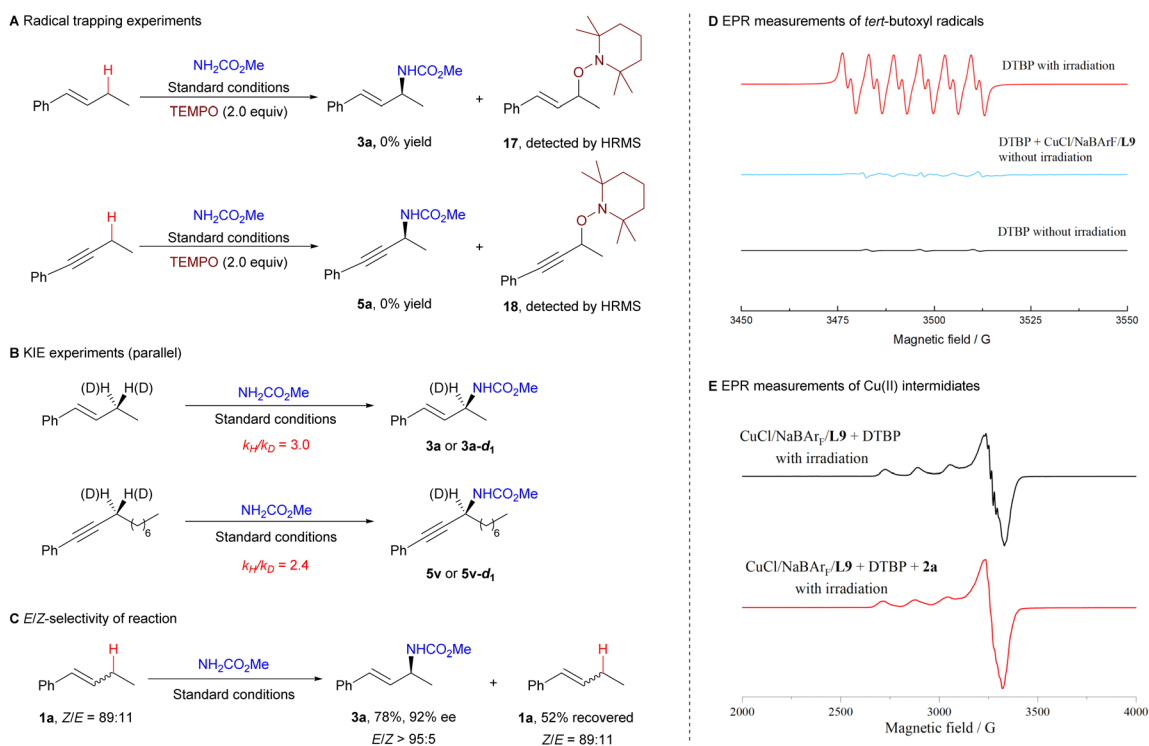 A Radical trapping experiments
H
Ph
NH2CO2Me
Standard conditions
TEMPO (2.0 equiv)
NHCO2Me
Ph
3a, 0% yield
+
N
O
Ph
17, detected by HRMS
H
Ph
NH2CO2Me
Standard conditions
TEMPO (2.0 equiv)
NHCO2Me
Ph
5a, 0% yield
+
N
O
Ph
18, detected by HRMS
B KIE experiments (parallel)
(D)H H(D)
Ph
NH2CO2Me
Standard conditions
kH/kD = 3.0
(D)H NHCO2Me
Ph
3a or 3a-d1
(D)H H(D)
( )6
Ph
NH2CO2Me
Standard conditions
kH/kD = 2.4
(D)H NHCO2Me
( )6
Ph
5v or 5v-d1
C E/Z-selectivity of reaction
H
Ph
1a, Z/E = 89:11
NH2CO2Me
Standard conditions
NHCO2Me
Ph
3a, 78%, 92% ee
E/Z > 95:5
+
H
Ph
1a, 52% recovered
Z/E = 89:11
D EPR measurements of tert-butoxyl radicals
DTBP with irradiation
DTBP + CuCl/NaBArF/L9
without irradiation
DTBP without irradiation
3450 3475 3500 3525 3550
Magnetic field / G
E EPR measurements of Cu(II) intermidiates
CuCl/NaBArF/L9 + DTBP
with irradiation
CuCl/NaBArF/L9 + DTBP + 2a
with irradiation
2000 2500 3000 3500 4000
Magnetic field / G